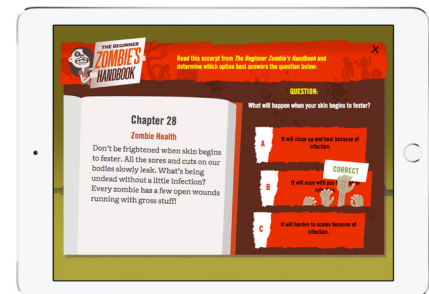 THE BEGINNER
ZOMBIE'S
HANDBOOK
Read this excerpt from The Beginner Zombie's Handbook and
determine which option best answers the question below:
X
Chapter 28
Zombie Health
Don't be frightened when skin begins
to fester. All the sores and cuts on our
bodies slowly leak. What's being
undead without a little infection?
Every zombie has a few open wounds
running with gross stuff!
QUESTION:
What will happen when your skin begins to fester?
A
It will close up and heal because of
infection.
CORRECT
B
It will ooze with pus
C
It will harden to scales because of
infection.